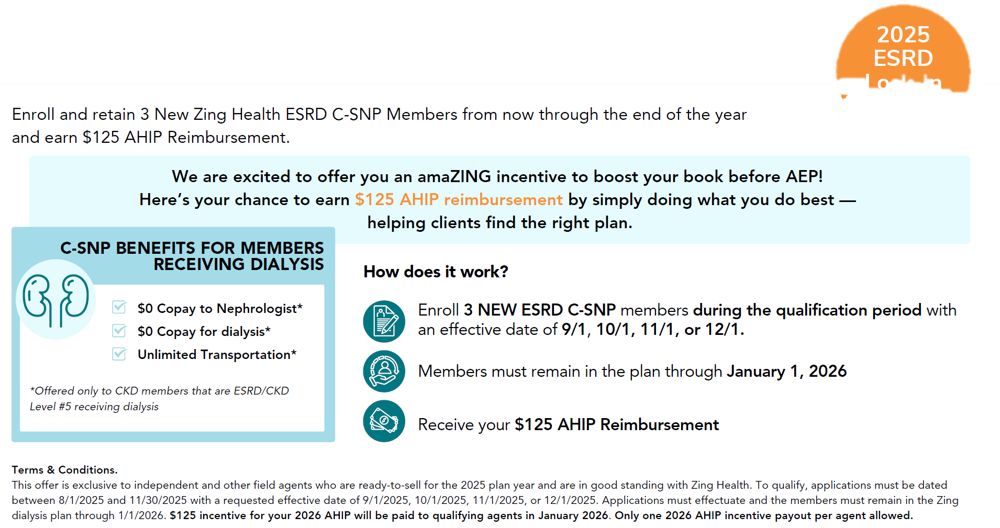 2025
ESRD
Enroll and retain 3 New Zing Health ESRD C-SNP Members from now through the end of the year
and earn $125 AHIP Reimbursement.
We are excited to offer you an amaZING incentive to boost your book before AEP!
Here’s your chance to earn $125 AHIP reimbursement by simply doing what you do best —
helping clients find the right plan.
C-SNP BENEFITS FOR MEMBERS
RECEIVING DIALYSIS
$0 Copay to Nephrologist*
$0 Copay for dialysis*
Unlimited Transportation*
*Offered only to CKD members that are ESRD/CKD
Level #5 receiving dialysis
How does it work?
Enroll 3 NEW ESRD C-SNP members during the qualification period with
an effective date of 9/1, 10/1, 11/1, or 12/1.
Members must remain in the plan through January 1, 2026
Receive your $125 AHIP Reimbursement
Terms & Conditions.
This offer is exclusive to independent and other field agents who are ready-to-sell for the 2025 plan year and are in good standing with Zing Health. To qualify, applications must be dated
between 8/1/2025 and 11/30/2025 with a requested effective date of 9/1/2025, 10/1/2025, 11/1/2025, or 12/1/2025. Applications must effectuate and the members must remain in the Zing
dialysis plan through 1/1/2026. $125 incentive for your 2026 AHIP will be paid to qualifying agents in January 2026. Only one 2026 AHIP incentive payout per agent allowed.